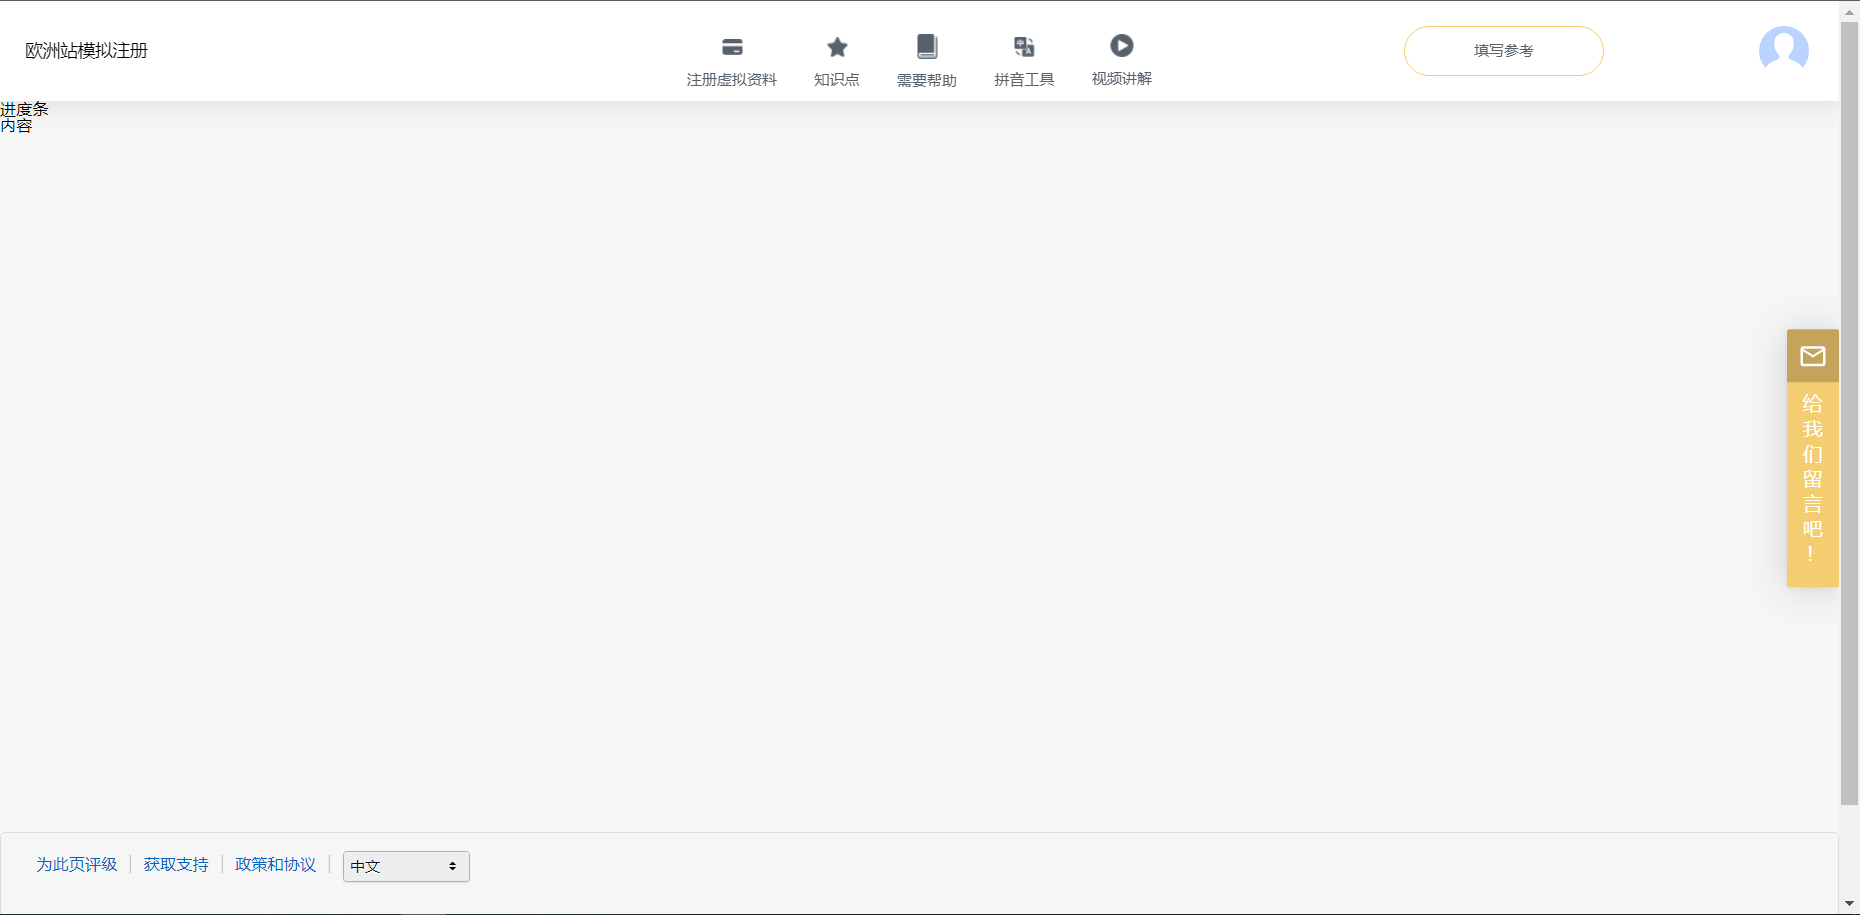 欧洲站模拟注册
注册虚拟资料
知识点
需要帮助
拼音工具
视频讲解
填写参考
进度条
内容
给
我
们
留
言
吧
！
为此页评级
获取支持
政策和协议
中文